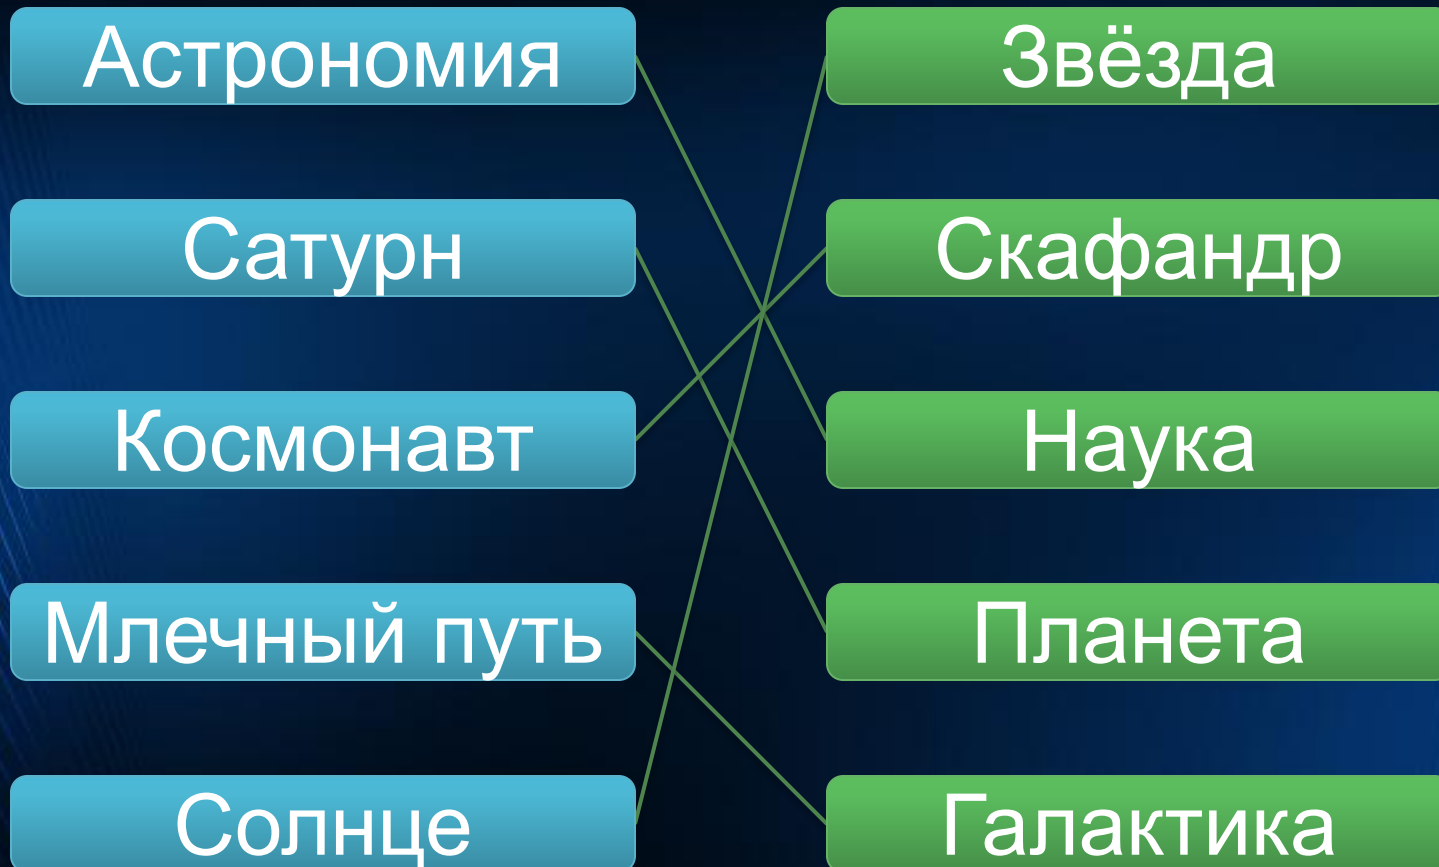 Астрономия
Звёзда
Сатурн
Скафандр
Космонавт
Наука
Млечный путь
Планета
Солнце
Галактика